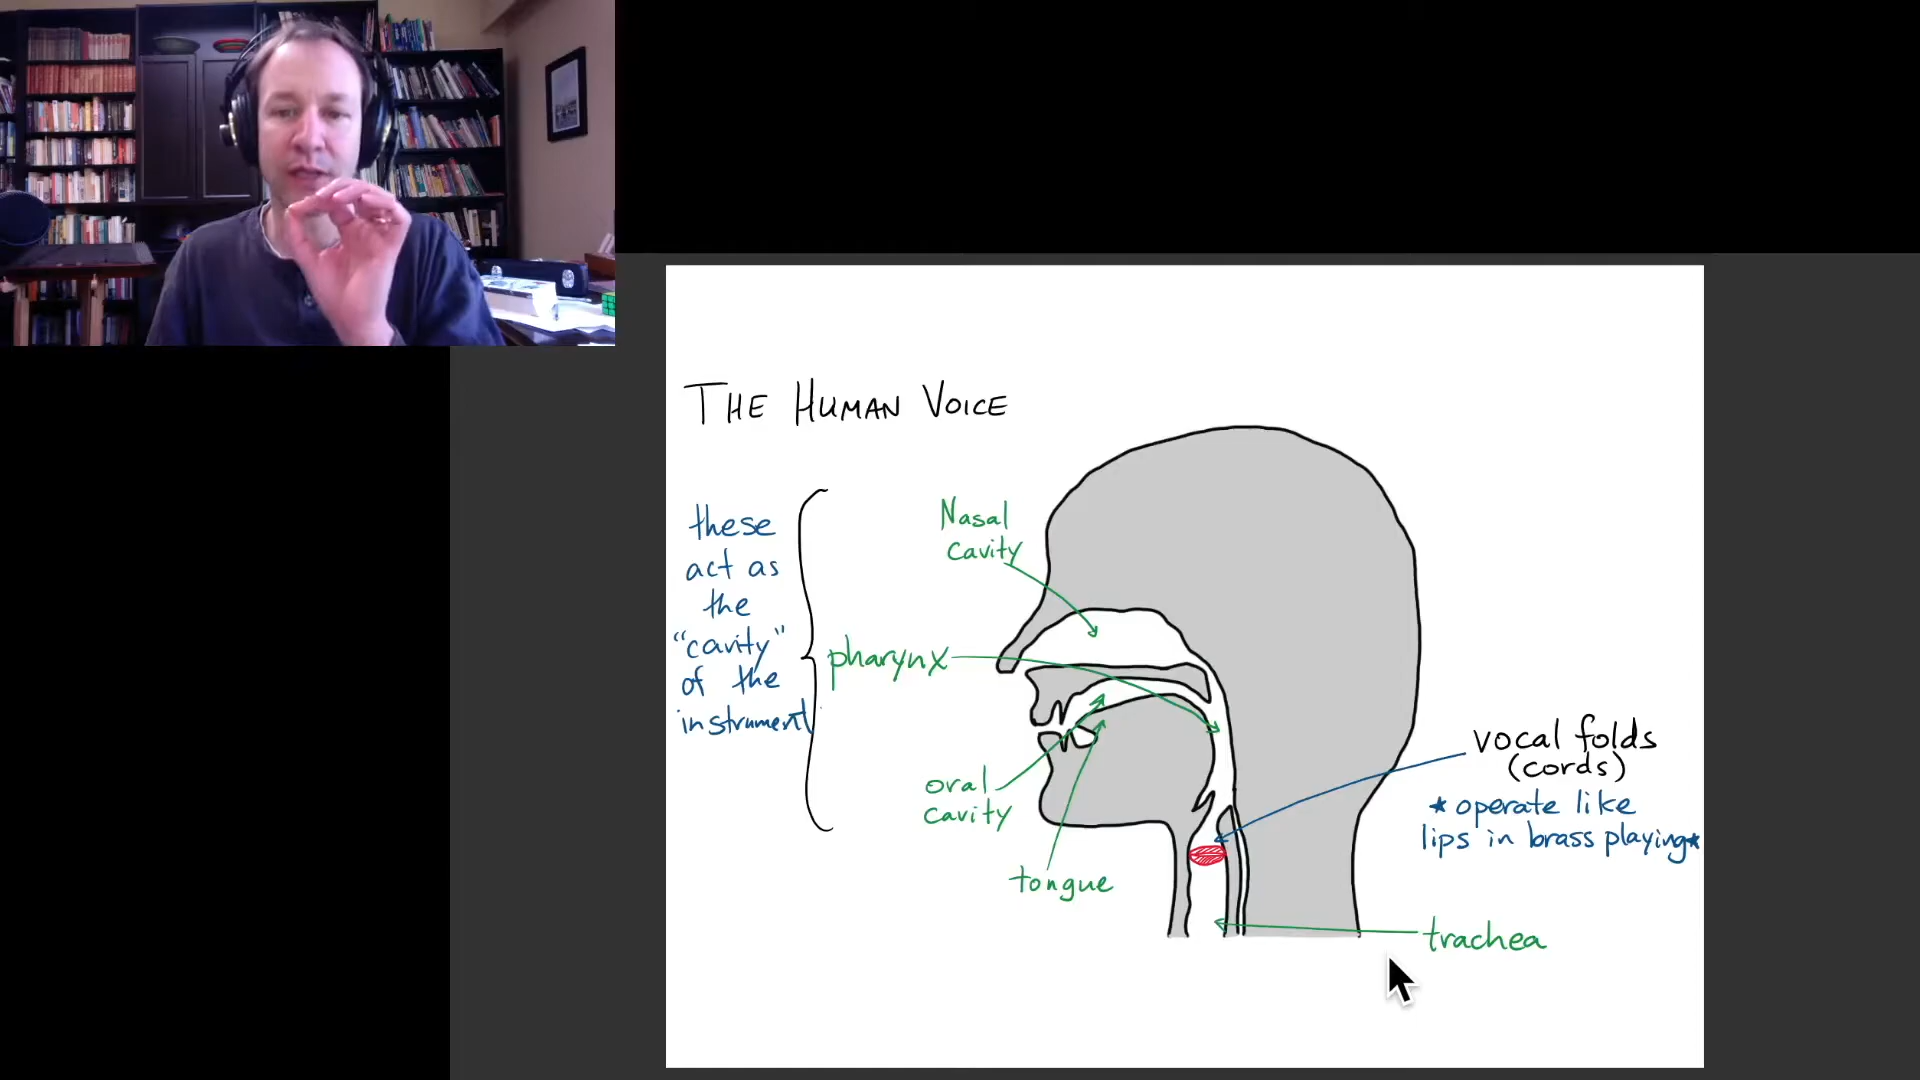 THE HUMAN VOICE
these
act as
the
"cavity"
of the
instrument
Nasal
cavity
pharynx
oral
cavity
tongue
vocal folds
(cords)
* operate like
lips in brass playing*
trachea